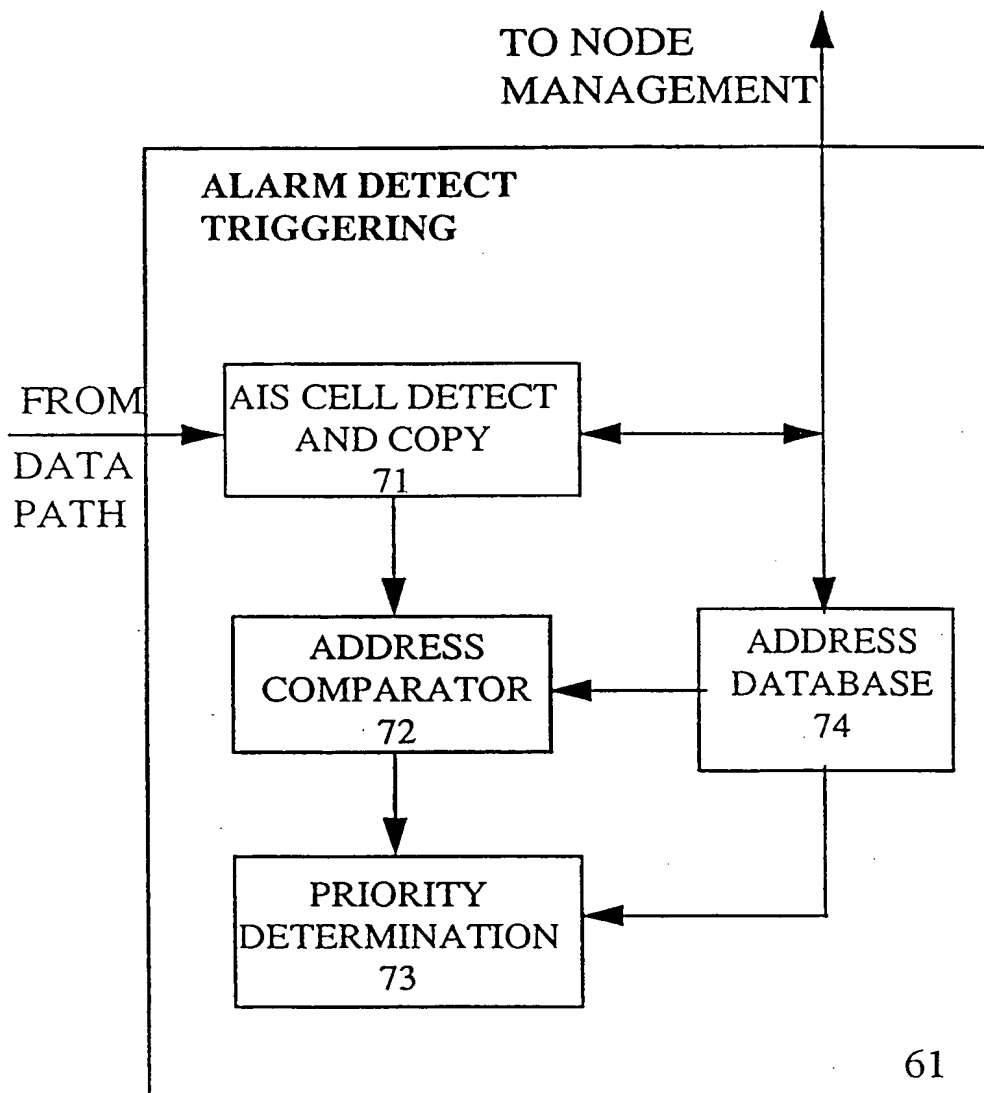 TO NODE
MANAGEMENT
ALARM DETECT
TRIGGERING
FROM
DATA
PATH
AIS CELL DETECT
AND COPY
71
ADDRESS
COMPARATOR
72
ADDRESS
DATABASE
74
PRIORITY
DETERMINATION
73
61